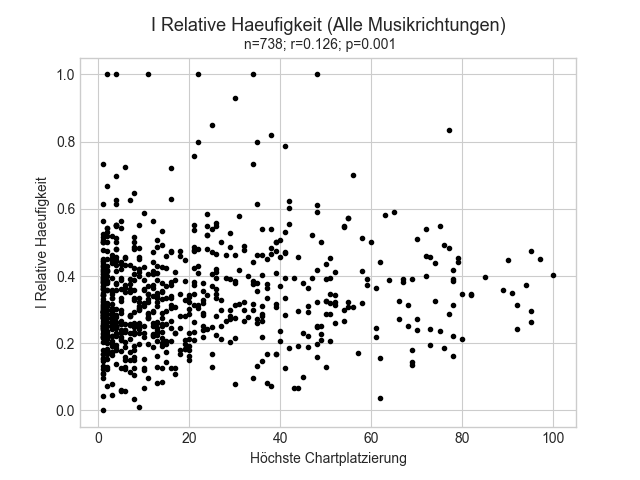 I Relative Haeufigkeit (Alle Musikrichtungen)
n=738; r=0.126; p=0.001
I Relative Haeufigkeit
1.0
0.8
0.6
0.4
0.2
0.0
0 20 40 60 80 100
Höchste Chartplatzierung